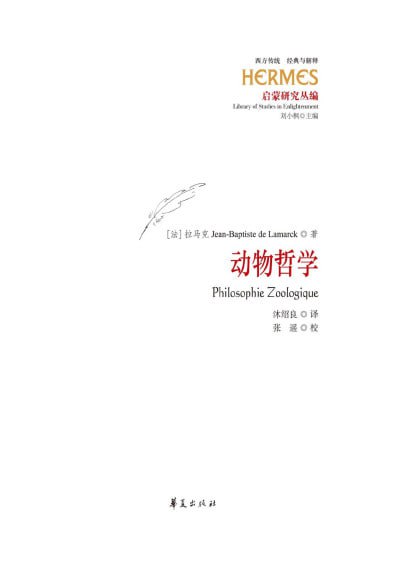 西方传统 经典与解释
HERMES
启蒙研究丛编
Library of Studies in Enlightenment
刘小枫◎主编
[法] 拉马克 Jean-Baptiste de Lamarck ◎ 著
动物哲学
Philosophie Zoologique
沐绍良 ◎ 译
张 遥 ◎ 校
华夏出版社